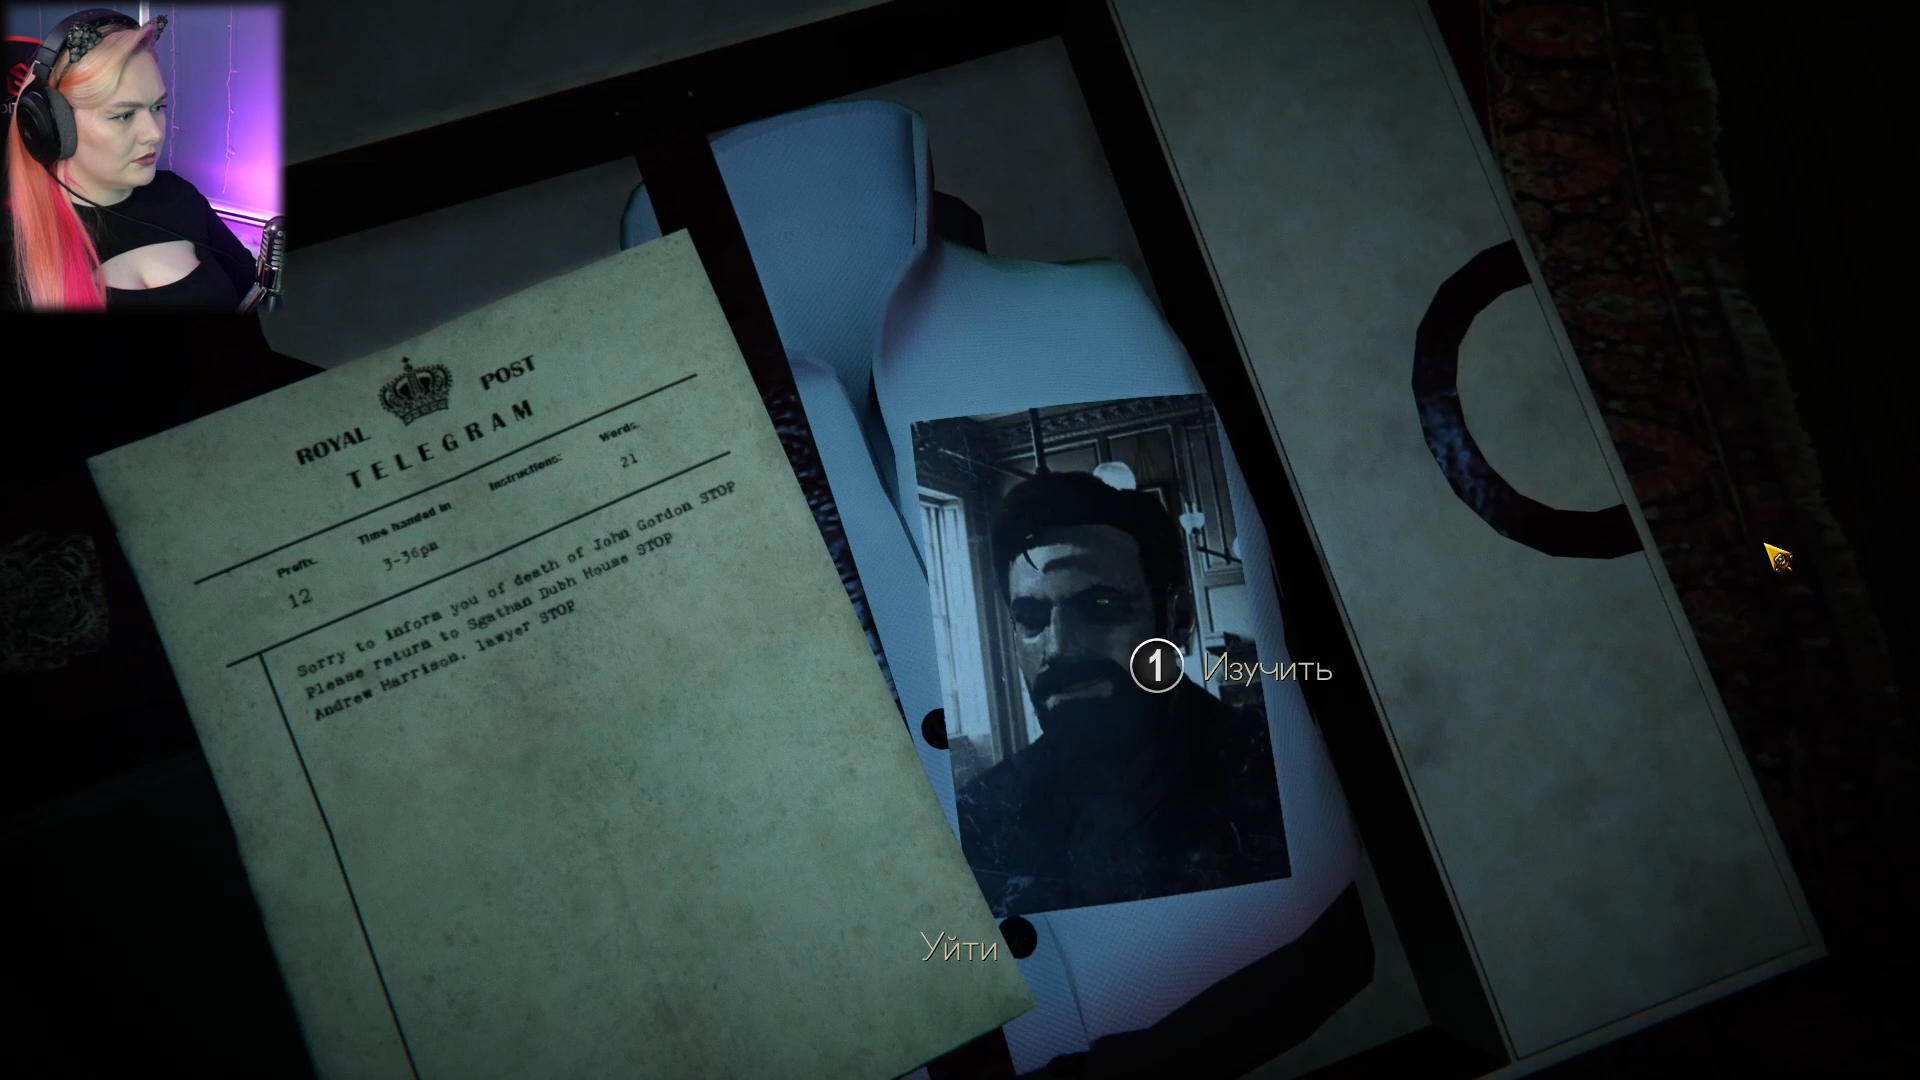 ROYAL POST
TELEGRAM
Prefix. Time handed in Instructions: Words.
12 3-36pm 21
Sorry to inform you of death of John Gordon STOP
Please return to Sgathan Dubh House STOP
Andrew Harrison, lawyer STOP
1 Изучить
Уйти